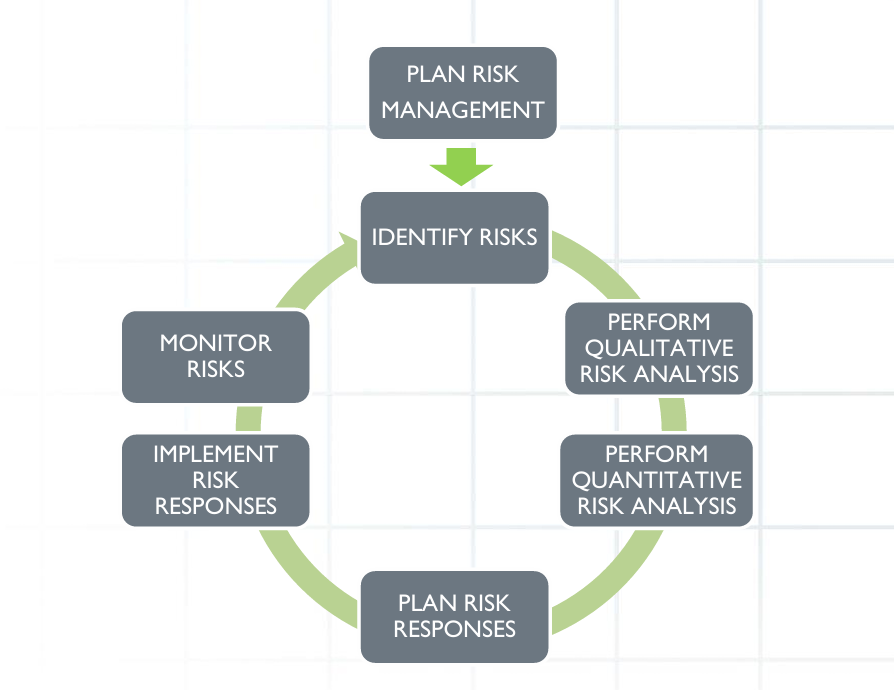 PLAN RISK
MANAGEMENT
IDENTIFY RISKS
PERFORM
QUALITATIVE
RISK ANALYSIS
PERFORM
QUANTITATIVE
RISK ANALYSIS
PLAN RISK
RESPONSES
IMPLEMENT
RISK
RESPONSES
MONITOR
RISKS